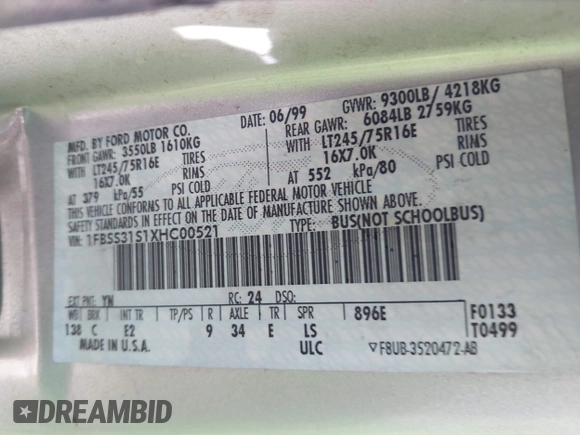 MFD. BY FORD MOTOR CO.
DATE: 06/99
GVWR: 9300LB/ 4218KG
FRONT GAWR: 3550LB 1610KG
REAR GAWR: 6084LB 2759KG
WITH LT245/75R16E TIRES
WITH LT245/75R16E TIRES
16X7.0K RIMS
16X7.0K RIMS
AT 379 kPa/55 PSI COLD
AT 552 kPa/80 PSI COLD
THIS VEHICLE CONFORMS TO ALL APPLICABLE FEDERAL MOTOR VEHICLE
SAFETY STANDARDS IN EFFECT ON THE DATE OF MANUFACTURE SHOWN ABOVE.
VIN: 1FBSS31S1XHC00521
TYPE: BUS(NOT SCHOOLBUS)
EXT PNT: YN RC: 24 DSO:
WB BRK INT TR TP/PS R AXLE TR SPR 896E F0133
138 C E2 9 34 E LS T0499
MADE IN U.S.A. ULC ▽F8UB-3520472-AB
DREAMBID